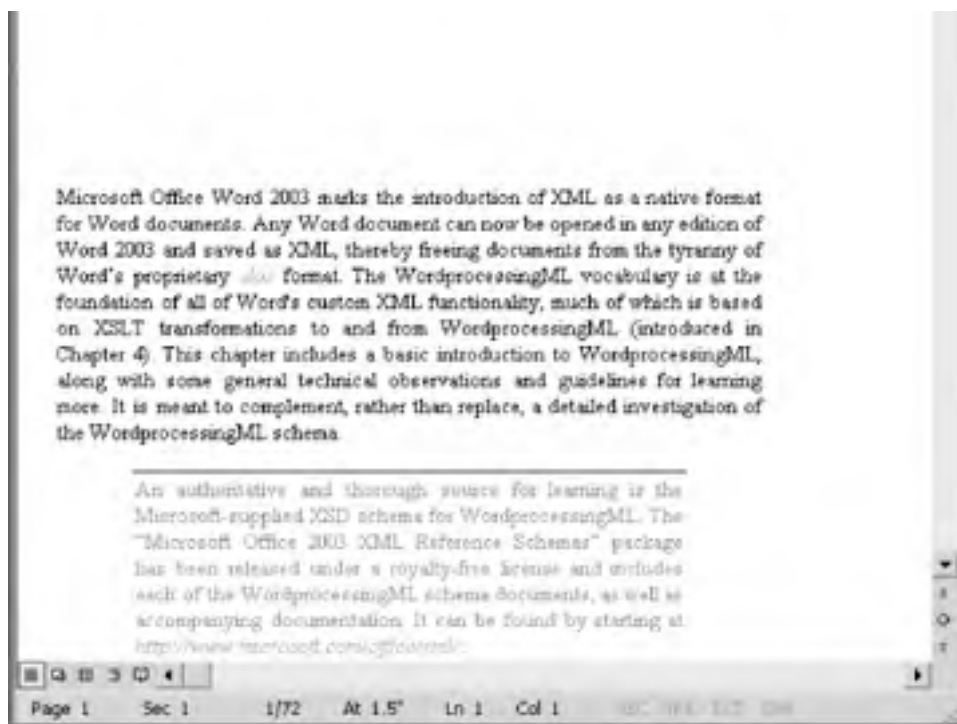 Microsoft Office Word 2003 marks the introduction of XML as a native format
for Word documents. Any Word document can now be opened in any edition of
Word 2003 and saved as XML, thereby freeing documents from the tyranny of
Word's proprietary .doc format. The WordprocessingML vocabulary is at the
foundation of all of Word's custom XML functionality, much of which is based
on XSLT transformations to and from WordprocessingML (introduced in
Chapter 4). This chapter includes a basic introduction to WordprocessingML,
along with some general technical observations and guidelines for learning
more. It is meant to complement, rather than replace, a detailed investigation of
the WordprocessingML schema.
An authoritative and thorough source for learning is the
Microsoft-supplied XSD schema for WordprocessingML. The
"Microsoft Office 2003 XML Reference Schemas" package
has been released under a royalty-free license and includes
each of the WordprocessingML schema documents, as well as
accompanying documentation. It can be found by starting at
http://www.microsoft.com/office/xml/.
Page 1 Sec 1 1/72 At 1.5" Ln 1 Col 1 REC TRK EXT OVR